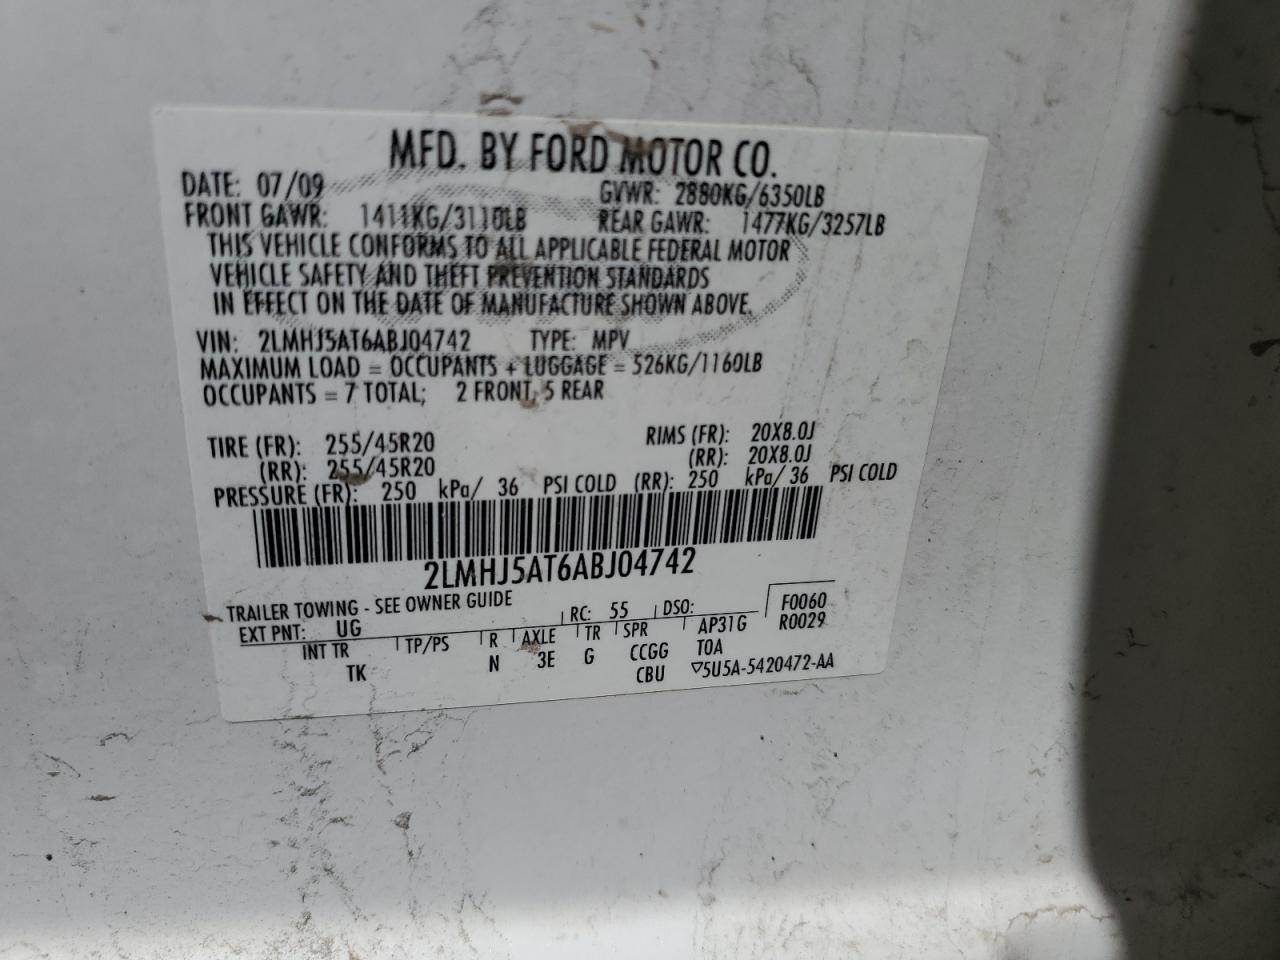 MFD. BY FORD MOTOR CO.
DATE: 07/09 GVWR: 2880KG/6350LB
FRONT GAWR: 1411KG/3110LB REAR GAWR: 1477KG/3257LB
THIS VEHICLE CONFORMS TO ALL APPLICABLE FEDERAL MOTOR
VEHICLE SAFETY AND THEFT PREVENTION STANDARDS
IN EFFECT ON THE DATE OF MANUFACTURE SHOWN ABOVE.
VIN: 2LMHJ5AT6ABJ04742 TYPE: MPV
MAXIMUM LOAD = OCCUPANTS + LUGGAGE = 526KG/1160LB
OCCUPANTS = 7 TOTAL; 2 FRONT, 5 REAR
TIRE (FR): 255/45R20 RIMS (FR): 20X8.0J
(RR): 255/45R20 (RR): 20X8.0J
PRESSURE (FR): 250 kPa/ 36 PSI COLD (RR): 250 kPa/ 36 PSI COLD
2LMHJ5AT6ABJ04742
TRAILER TOWING - SEE OWNER GUIDE
EXT PNT: UG RC: 55 DSO: F0060
INT TR TP/PS R AXLE TR SPR AP31G R0029
TK N 3E G CCGG TOA
CBU ▽5U5A-5420472-AA